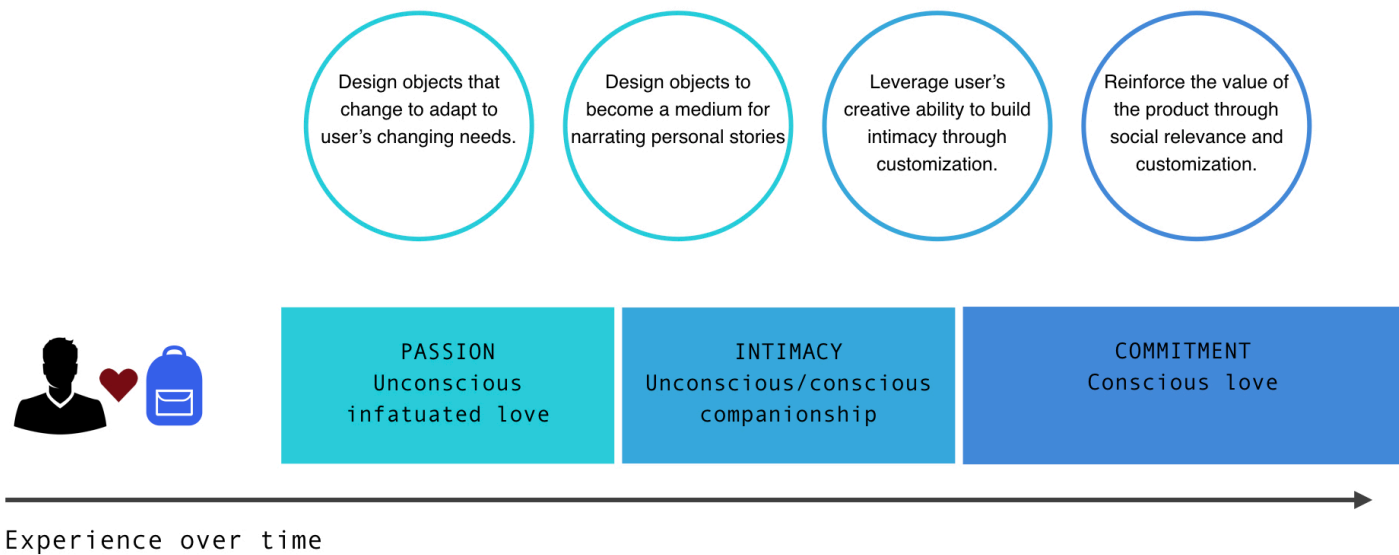 Design objects that
change to adapt to
user’s changing needs.
Design objects to
become a medium for
narrating personal stories
Leverage user’s
creative ability to build
intimacy through
customization.
Reinforce the value of
the product through
social relevance and
customization.
PASSION
Unconscious
infatuated love
INTIMACY
Unconscious/conscious
companionship
COMMITMENT
Conscious love
Experience over time